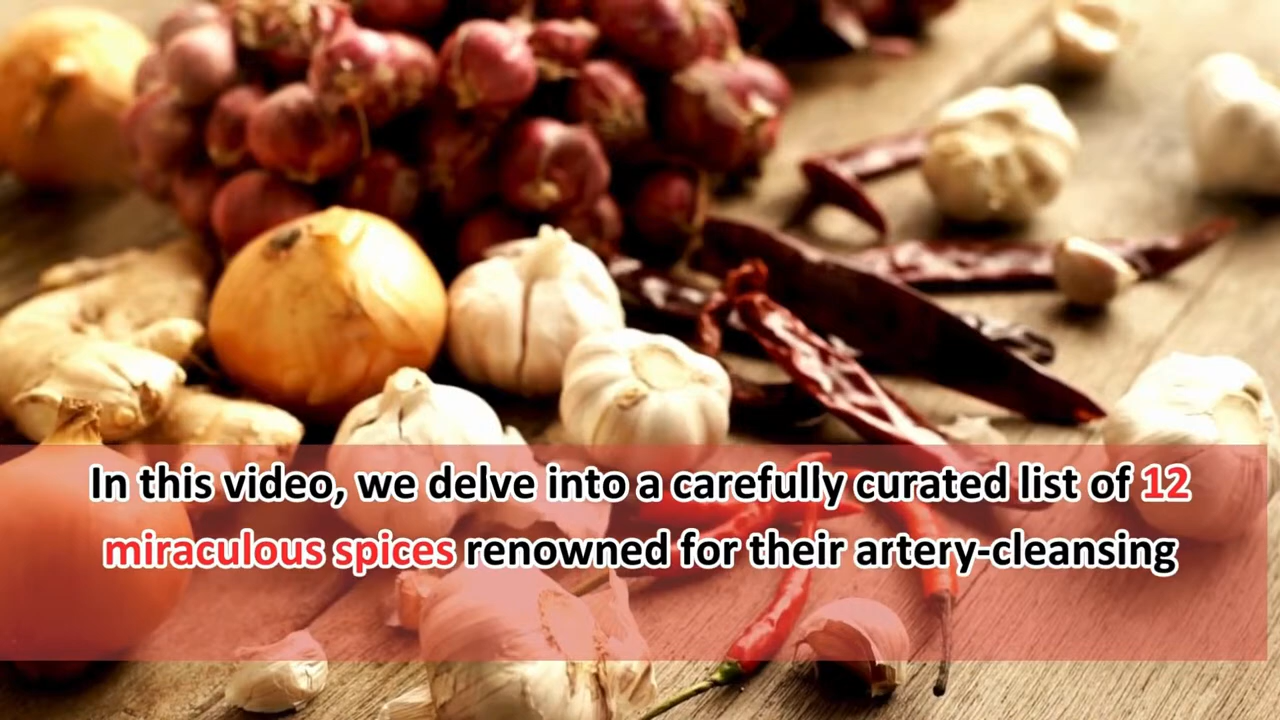 In this video, we delve into a carefully curated list of 12
miraculous spices renowned for their artery-cleansing